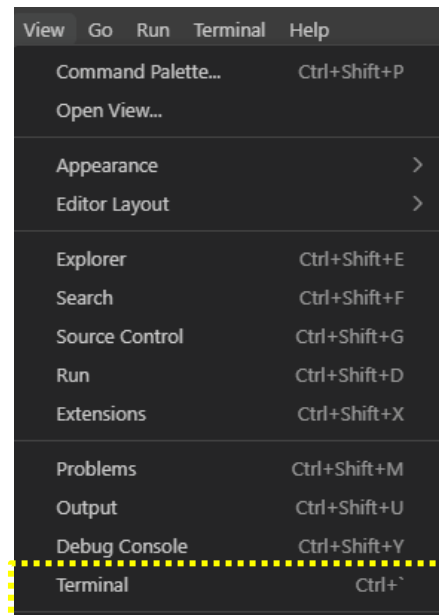 View Go Run Terminal Help
Command Palette... Ctrl+Shift+P
Open View...
Appearance
Editor Layout
Explorer Ctrl+Shift+E
Search Ctrl+Shift+F
Source Control Ctrl+Shift+G
Run Ctrl+Shift+D
Extensions Ctrl+Shift+X
Problems Ctrl+Shift+M
Output Ctrl+Shift+U
Debug Console Ctrl+Shift+Y
Terminal Ctrl+`